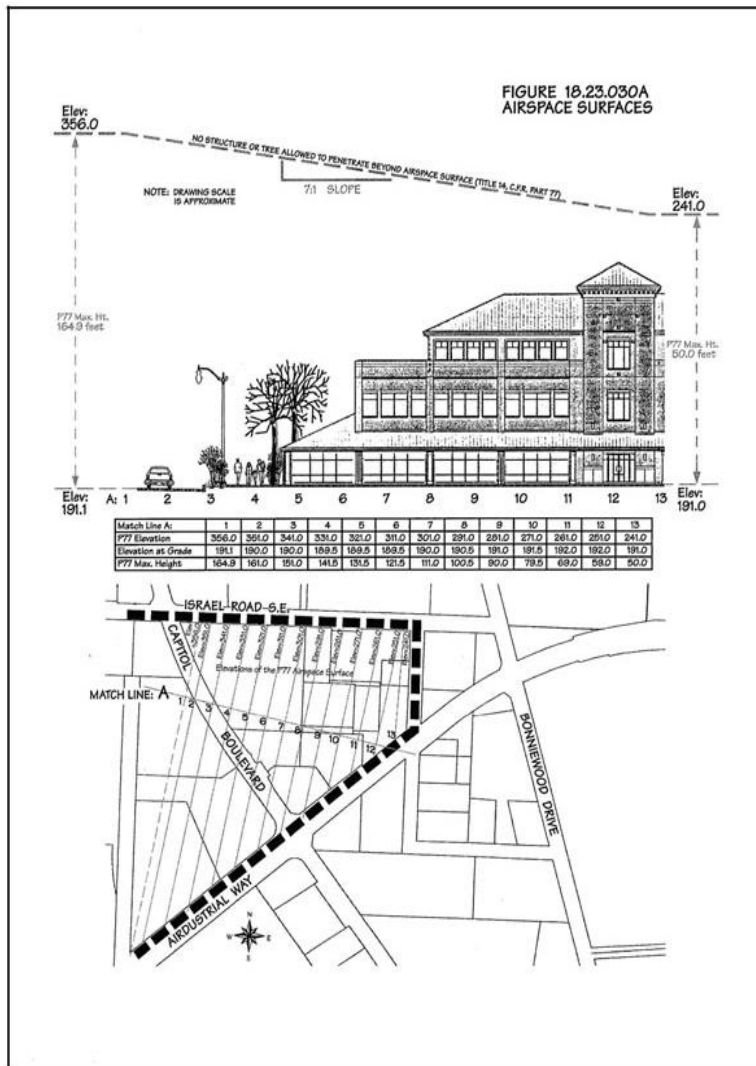 FIGURE 18.23.030A
AIRSPACE SURFACES
Elev:
356.0
NO STRUCTURE OR TREE ALLOWED TO PENETRATE BEYOND AIRSPACE SURFACE (TITLE 14, C.F.R. PART 77)
7:1 SLOPE
NOTE: DRAWING SCALE
IS APPROXIMATE
Elev:
241.0
P77 Max. Ht.
164.9 feet
P77 Max. Ht.
50.0 feet
Elev:
191.1
A: 1 2 3 4 5 6 7 8 9 10 11 12 13
Elev:
191.0
Match Line A: 1 2 3 4 5 6 7 8 9 10 11 12 13
P77 Elevation 356.0 351.0 341.0 331.0 321.0 311.0 301.0 291.0 281.0 271.0 261.0 251.0 241.0
Elevation at Grade 191.1 190.0 190.0 189.5 189.5 189.5 190.0 190.5 191.0 191.5 192.0 192.0 191.0
P77 Max. Height 164.9 161.0 151.0 141.5 131.5 121.5 111.0 100.5 90.0 79.5 69.0 59.0 50.0
ISRAEL ROAD S.E.
CAPITOL
BOULEVARD
Elevations of the P77 Airspace Surface
MATCH LINE: A
1 2 3 4 5 6 7 8 9 10 11 12 13
BONNIEWOOD DRIVE
AIRDUSTRIAL WAY
N
W E
S